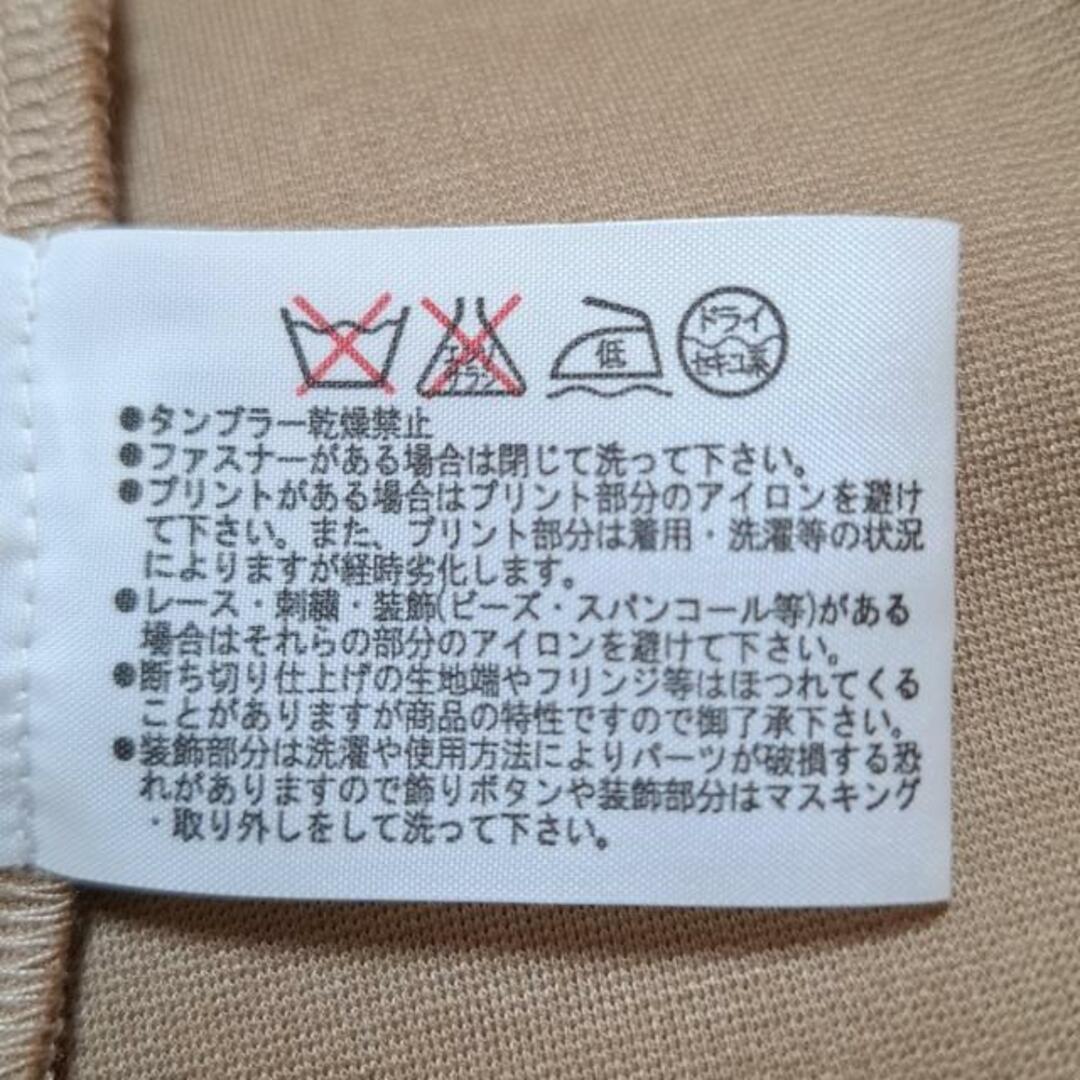 エンソ
サラシ
低
ドライ
セキユ系
●タンブラー乾燥禁止
●ファスナーがある場合は閉じて洗って下さい。
●プリントがある場合はプリント部分のアイロンを避け
て下さい。また、プリント部分は着用・洗濯等の状況
によりますが経時劣化します。
●レース・刺繍・装飾(ビーズ・スパンコール等)がある
場合はそれらの部分のアイロンを避けて下さい。
●断ち切り仕上げの生地端やフリンジ等はほつれてくる
ことがありますが商品の特性ですので御了承下さい。
●装飾部分は洗濯や使用方法によりパーツが破損する恐
れがありますので飾りボタンや装飾部分はマスキング
・取り外しをして洗って下さい。